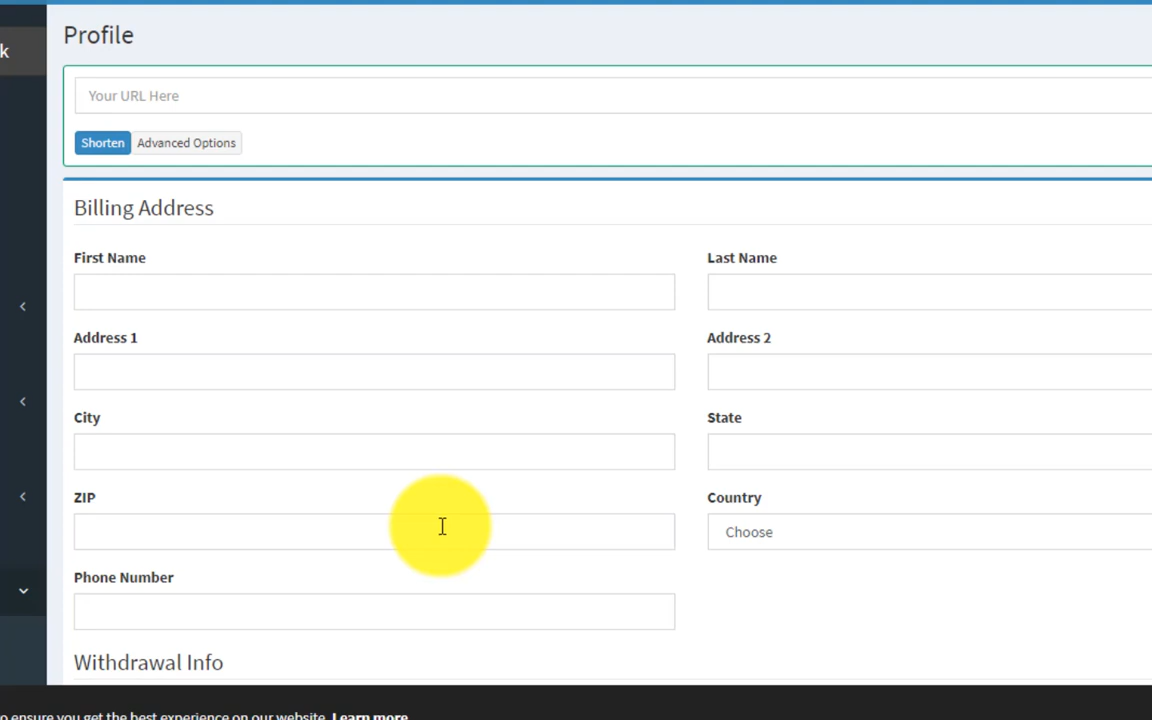 k
Profile
Your URL Here
Shorten Advanced Options
Billing Address
First Name Last Name
Address 1 Address 2
City State
ZIP Country
Choose
Phone Number
Withdrawal Info
o ensure you get the best experience on our website. Learn more